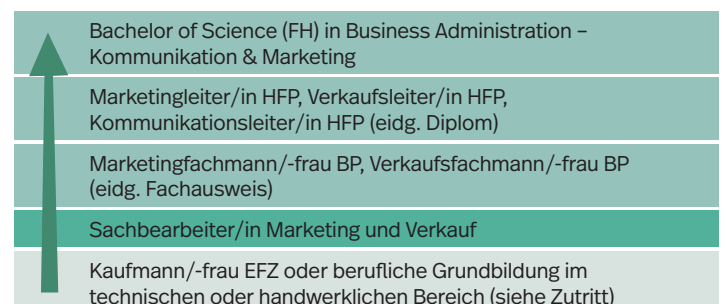 Bachelor of Science (FH) in Business Administration –
Kommunikation & Marketing
Marketingleiter/in HFP, Verkaufsleiter/in HFP,
Kommunikationsleiter/in HFP (eidg. Diplom)
Marketingfachmann/-frau BP, Verkaufsfachmann/-frau BP
(eidg. Fachausweis)
Sachbearbeiter/in Marketing und Verkauf
Kaufmann/-frau EFZ oder berufliche Grundbildung im
technischen oder handwerklichen Bereich (siehe Zutritt)